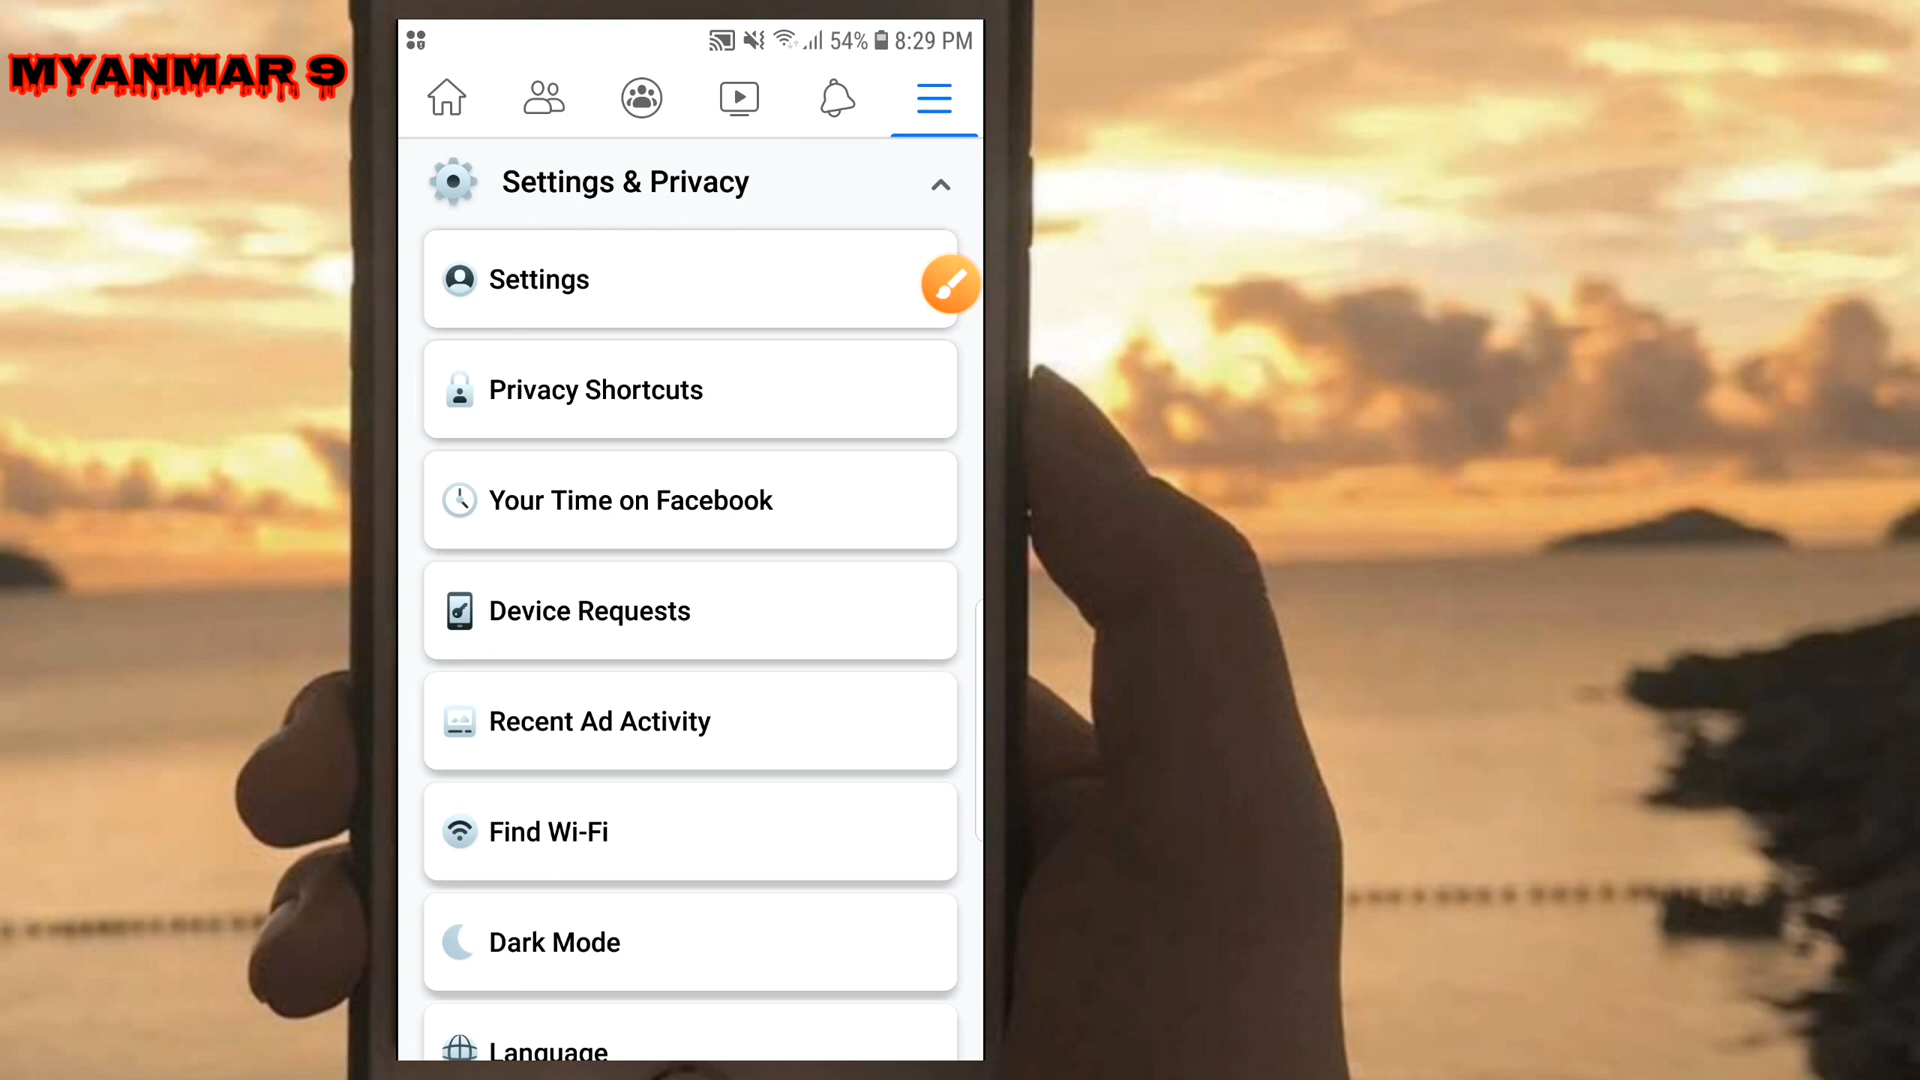 MYANMAR 9
54% 8:29 PM
Settings & Privacy
Settings
Privacy Shortcuts
Your Time on Facebook
Device Requests
Recent Ad Activity
Find Wi-Fi
Dark Mode
Language